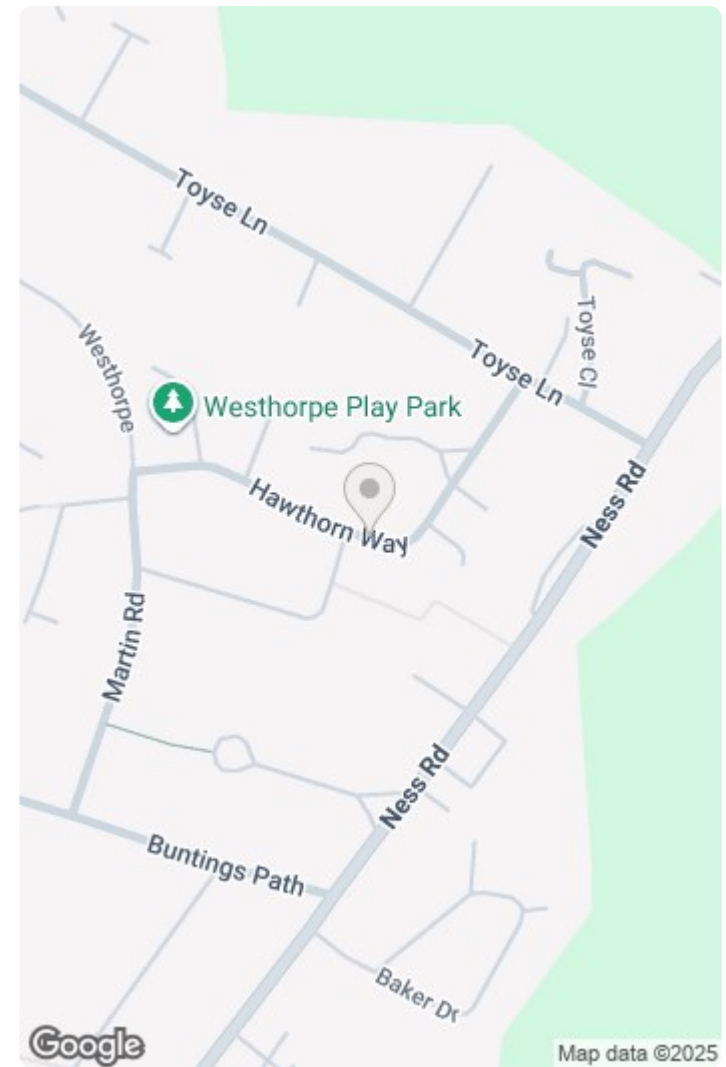 Toyse Ln
Toyse Cl
Westhorpe
Toyse Ln
Westhorpe Play Park
Ness Rd
Hawthorn Way
Martin Rd
Ness Rd
Buntings Path
Baker Dr
Google
Map data ©2025